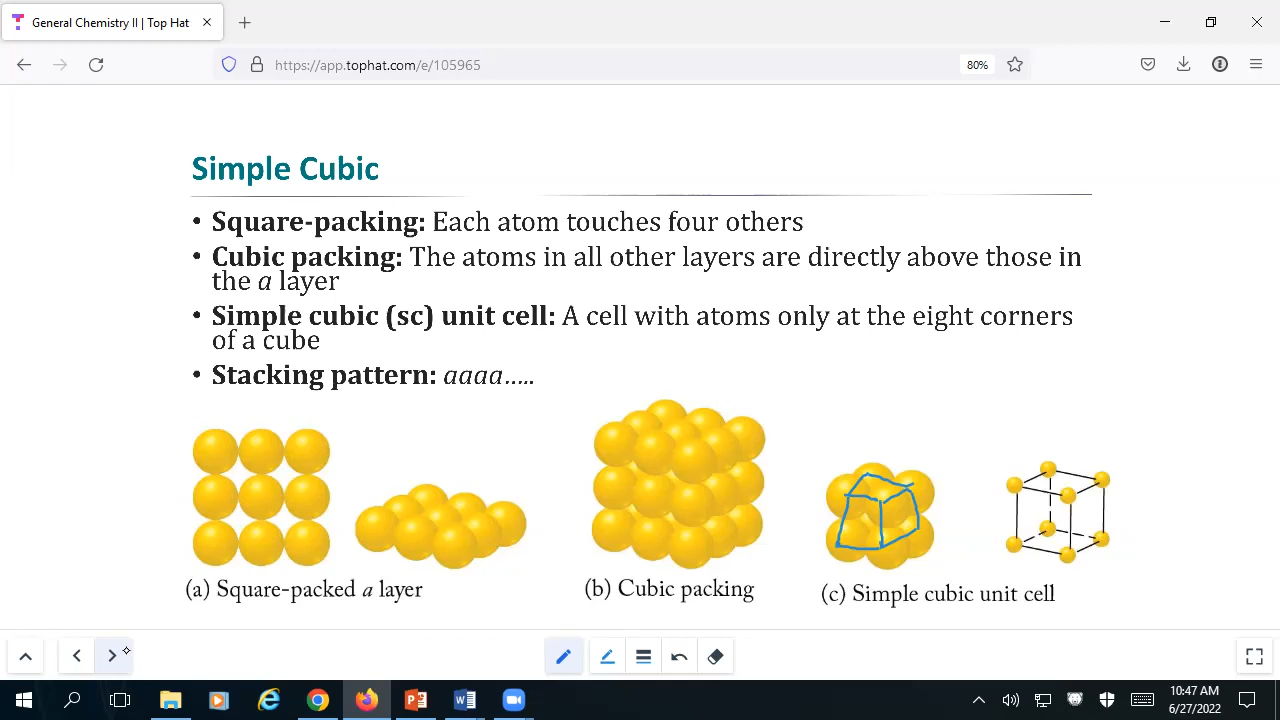 General Chemistry II | Top Hat
https://app.tophat.com/e/105965
80%
Simple Cubic
• Square-packing: Each atom touches four others
• Cubic packing: The atoms in all other layers are directly above those in
the a layer
• Simple cubic (sc) unit cell: A cell with atoms only at the eight corners
of a cube
• Stacking pattern: aaaa.....
(a) Square-packed a layer
(b) Cubic packing
(c) Simple cubic unit cell
10:47 AM
6/27/2022